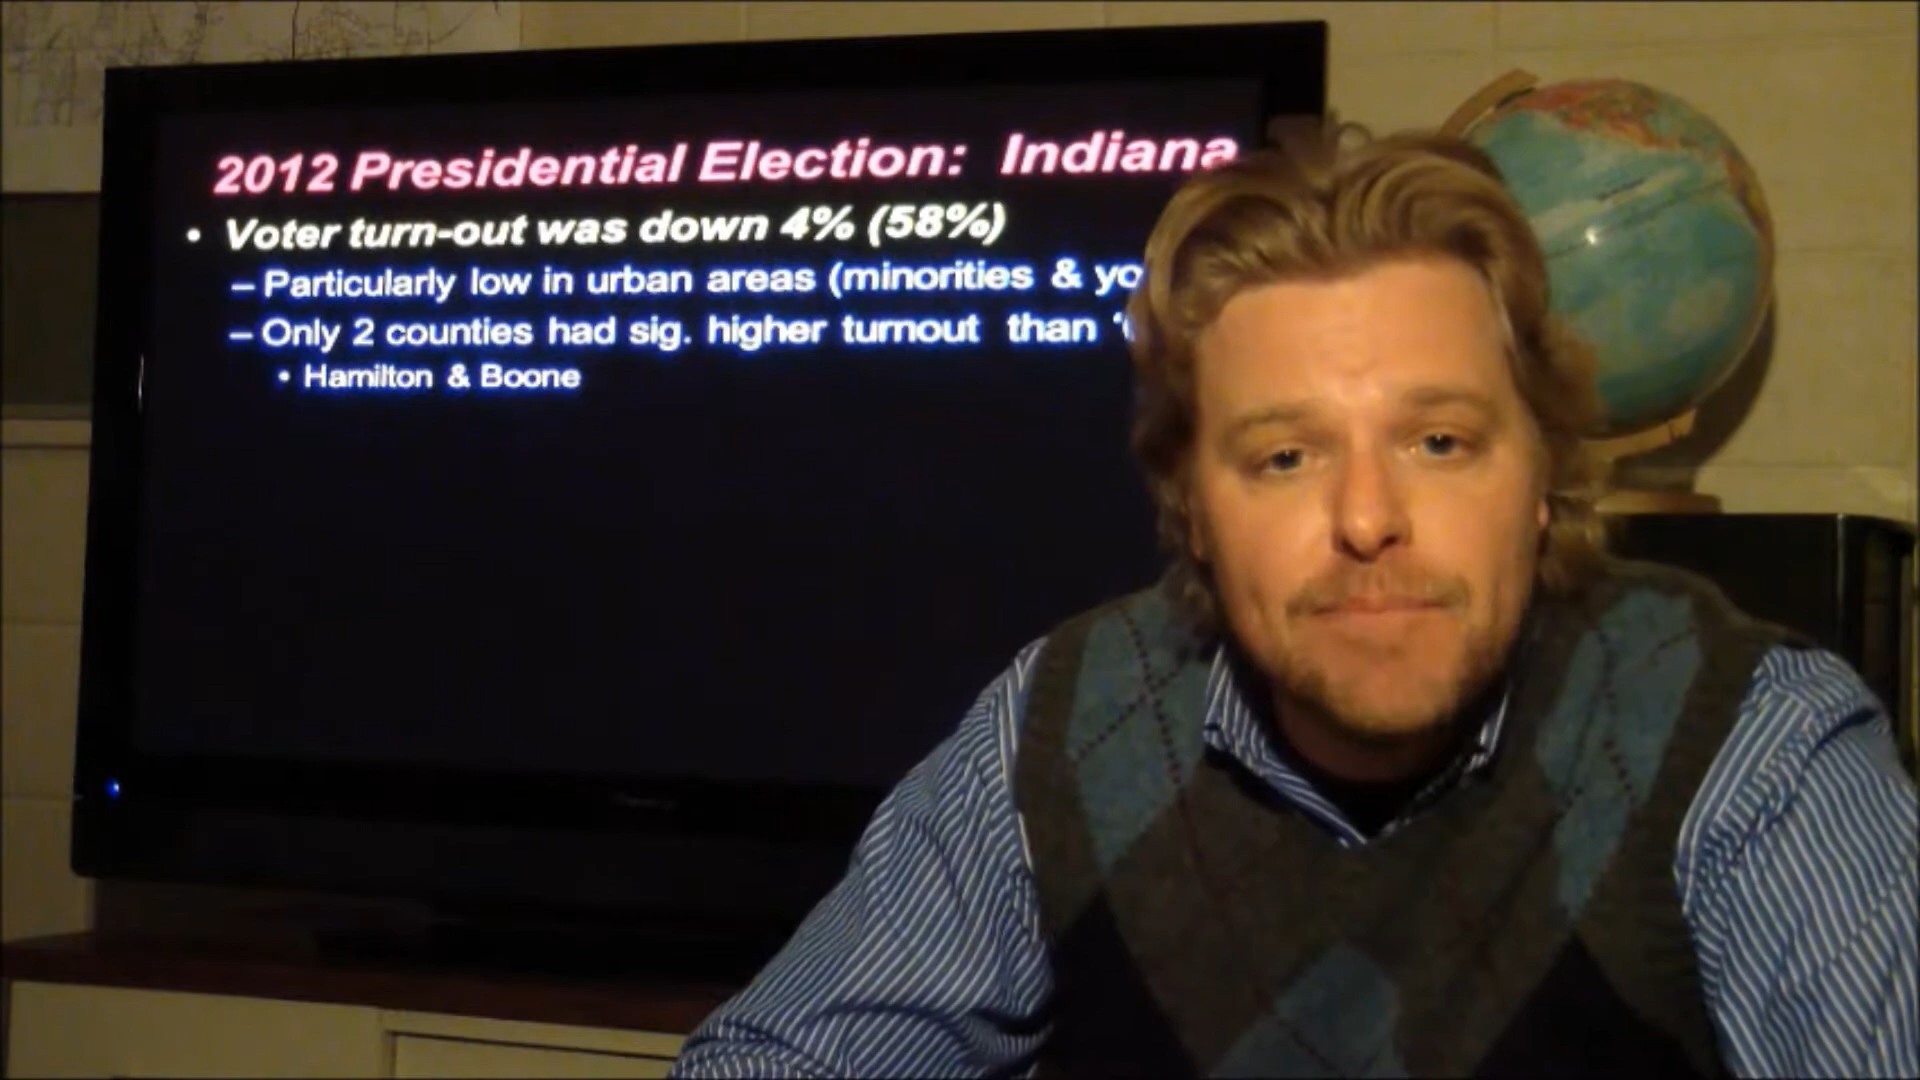 2012 Presidential Election: Indiana
• Voter turn-out was down 4% (58%)
– Particularly low in urban areas (minorities & yo
– Only 2 counties had sig. higher turnout than
• Hamilton & Boone